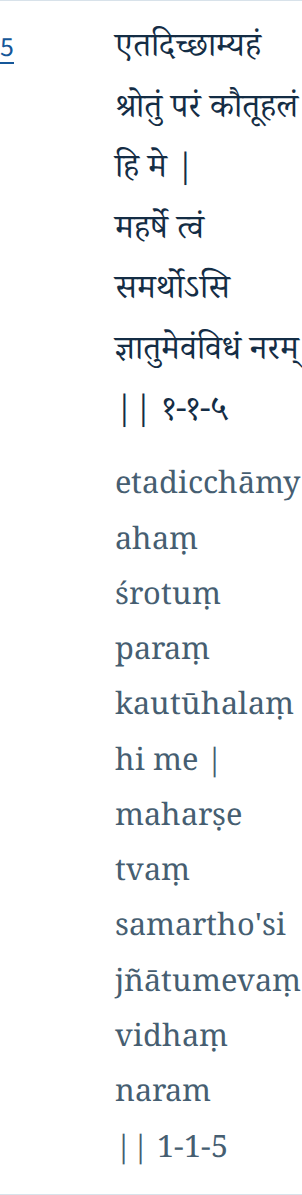 5
एतदिच्छाम्यहं
श्रोतुं परं कौतूहलं
हि मे |
महर्षे त्वं
समर्थोऽसि
ज्ञातुमेवंविधं नरम्
|| १-१-५
etadicchāmy
ahaṃ
śrotuṃ
paraṃ
kautūhalaṃ
hi me |
maharṣe
tvaṃ
samartho'si
jñātumevaṃ
vidhaṃ
naram
|| 1-1-5